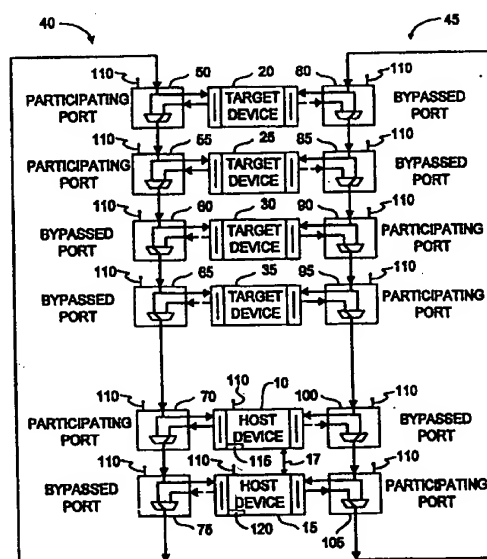 40
45
110 50 20 80 110
PARTICIPATING PORT
TARGET DEVICE
BYPASSED PORT
110 55 25 85 110
PARTICIPATING PORT
TARGET DEVICE
BYPASSED PORT
110 60 30 90 110
BYPASSED PORT
TARGET DEVICE
PARTICIPATING PORT
110 65 35 95 110
BYPASSED PORT
TARGET DEVICE
PARTICIPATING PORT
110 70 110 10 100 110
PARTICIPATING PORT
HOST DEVICE
BYPASSED PORT
116
17
110 110 110
BYPASSED PORT
HOST DEVICE
PARTICIPATING PORT
120
75
15
105